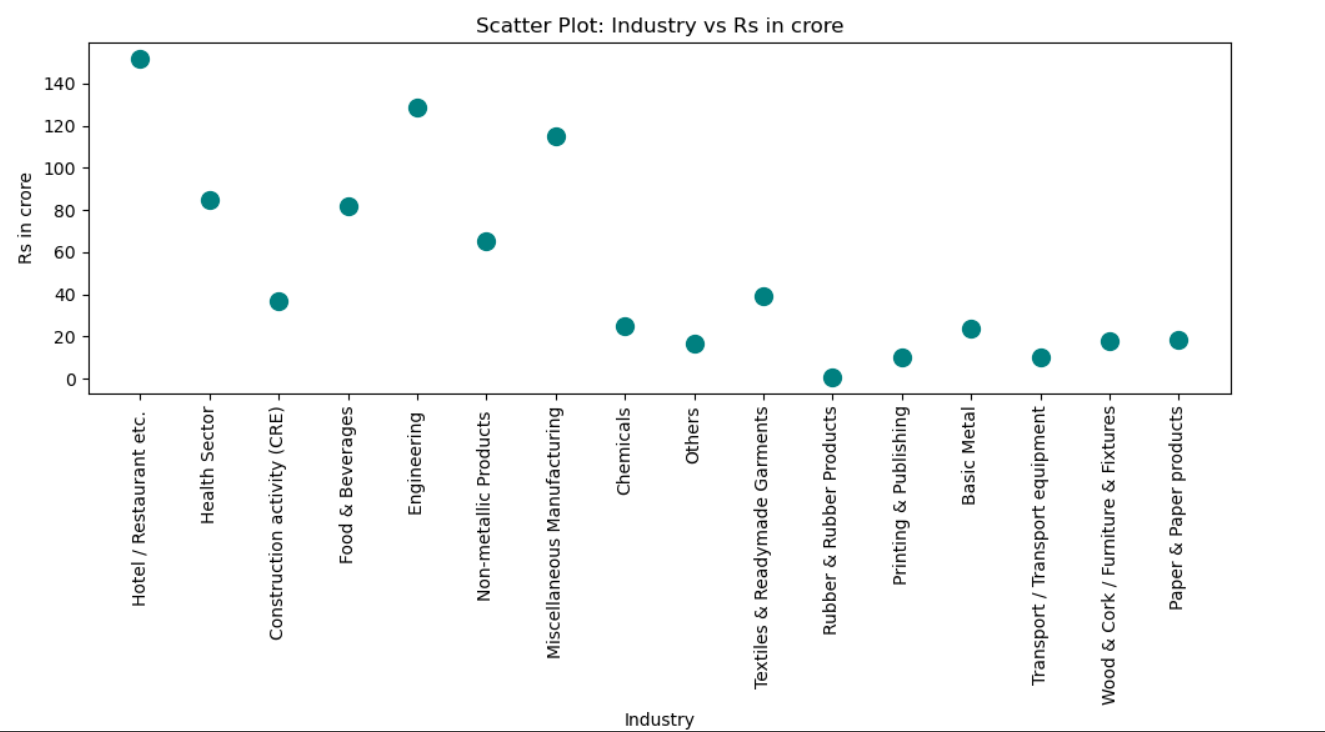 Scatter Plot: Industry vs Rs in crore
140
120
100
80
60
40
20
0
Rs in crore
Hotel / Restaurant etc.
Health Sector
Construction activity (CRE)
Food & Beverages
Engineering
Non-metallic Products
Miscellaneous Manufacturing
Chemicals
Others
Textiles & Readymade Garments
Rubber & Rubber Products
Printing & Publishing
Basic Metal
Transport / Transport equipment
Wood & Cork / Furniture & Fixtures
Paper & Paper products
Industry